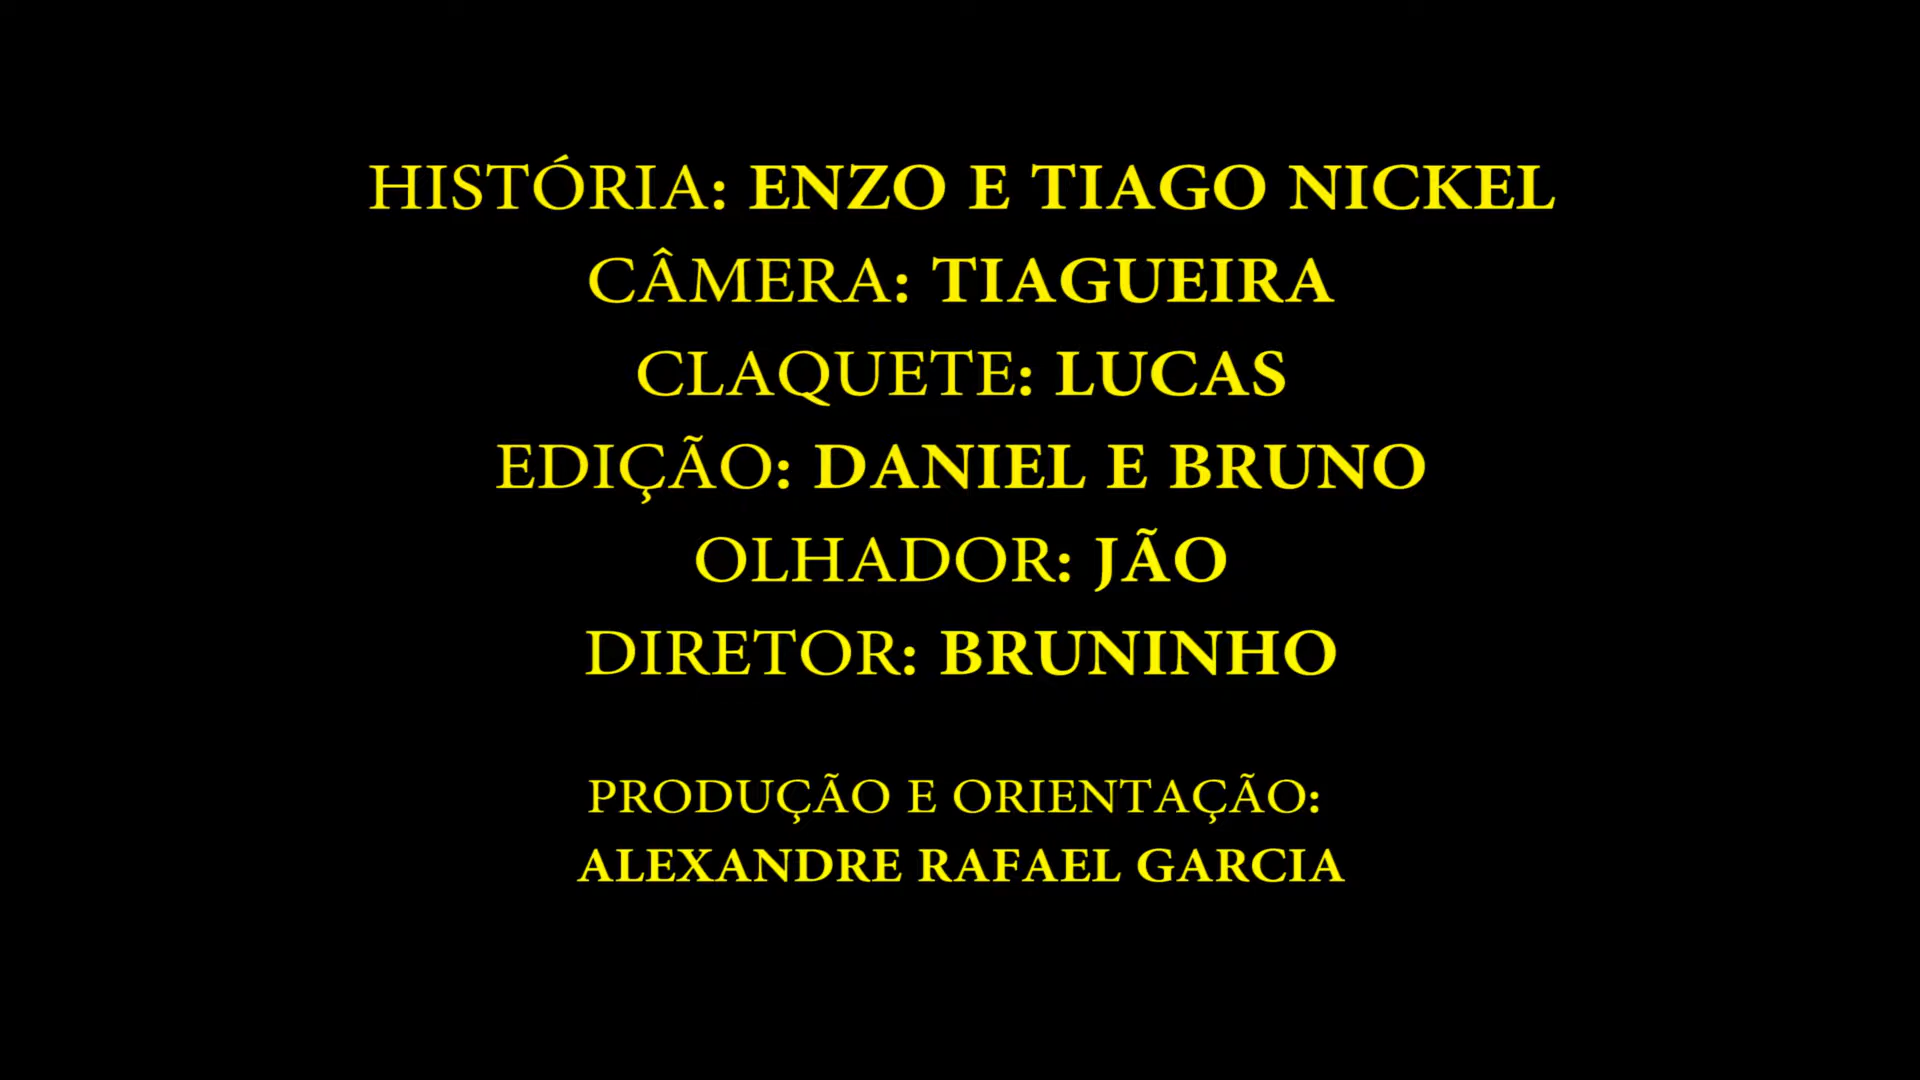 HISTÓRIA: ENZO E TIAGO NICKEL
CÂMERA: TIAGUEIRA
CLAQUETE: LUCAS
EDIÇÃO: DANIEL E BRUNO
OLHADOR: JÃO
DIRETOR: BRUNINHO
PRODUÇÃO E ORIENTAÇÃO:
ALEXANDRE RAFAEL GARCIA